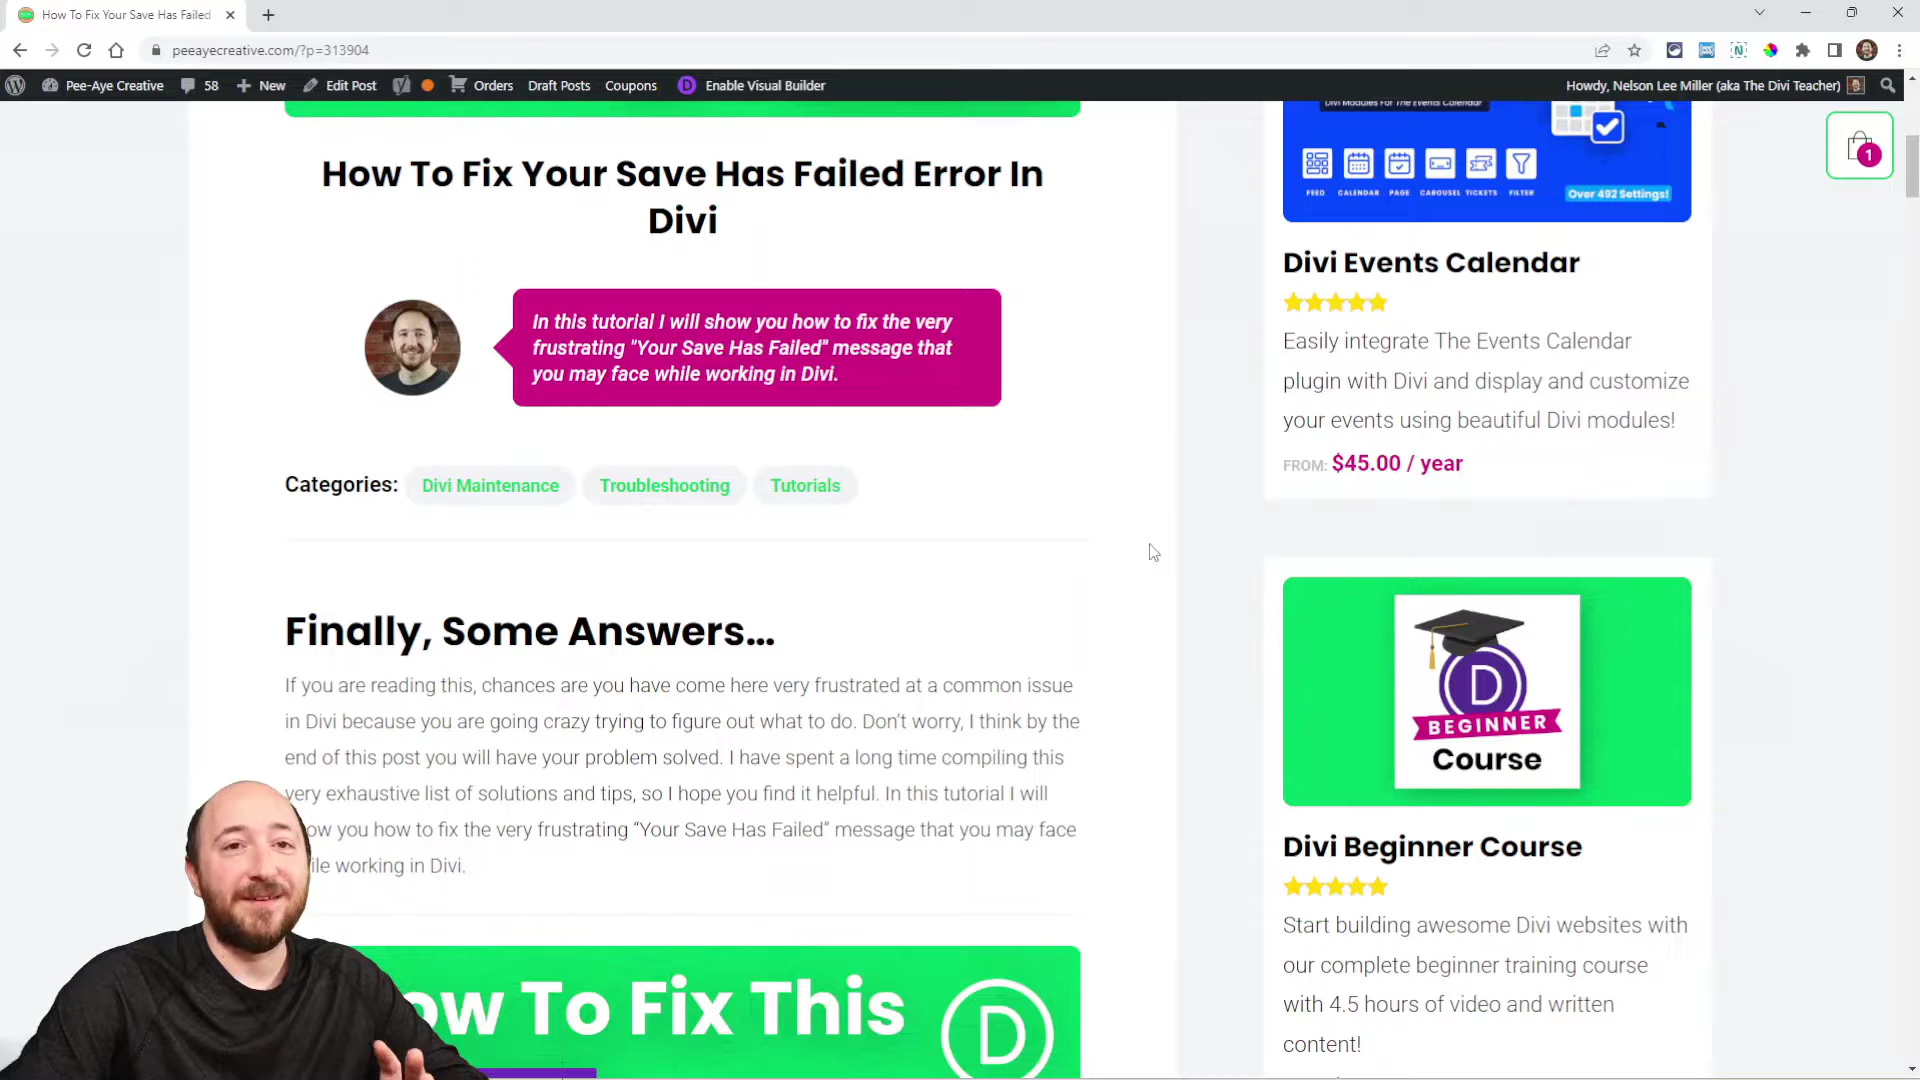 How To Fix Your Save Has Failed
peeayecreative.com/?p=313904
Pee-Aye Creative 58 New Edit Post Orders Draft Posts Coupons D Enable Visual Builder
Howdy, Nelson Lee Miller (aka The Divi Teacher)
1
How To Fix Your Save Has Failed Error In
Divi
In this tutorial I will show you how to fix the very
frustrating "Your Save Has Failed" message that
you may face while working in Divi.
Categories: Divi Maintenance Troubleshooting Tutorials
Finally, Some Answers...
If you are reading this, chances are you have come here very frustrated at a common issue
in Divi because you are going crazy trying to figure out what to do. Don't worry, I think by the
end of this post you will have your problem solved. I have spent a long time compiling this
very exhaustive list of solutions and tips, so I hope you find it helpful. In this tutorial I will
ow you how to fix the very frustrating “Your Save Has Failed” message that you may face
ile working in Divi.
ow To Fix This
D
Divi Modules For The Events Calendar
FEED CALENDAR PAGE CAROUSEL TICKETS FILTER
Over 492 Settings!
Divi Events Calendar
Easily integrate The Events Calendar
plugin with Divi and display and customize
your events using beautiful Divi modules!
FROM: $45.00 / year
D
BEGINNER
Course
Divi Beginner Course
Start building awesome Divi websites with
our complete beginner training course
with 4.5 hours of video and written
content!